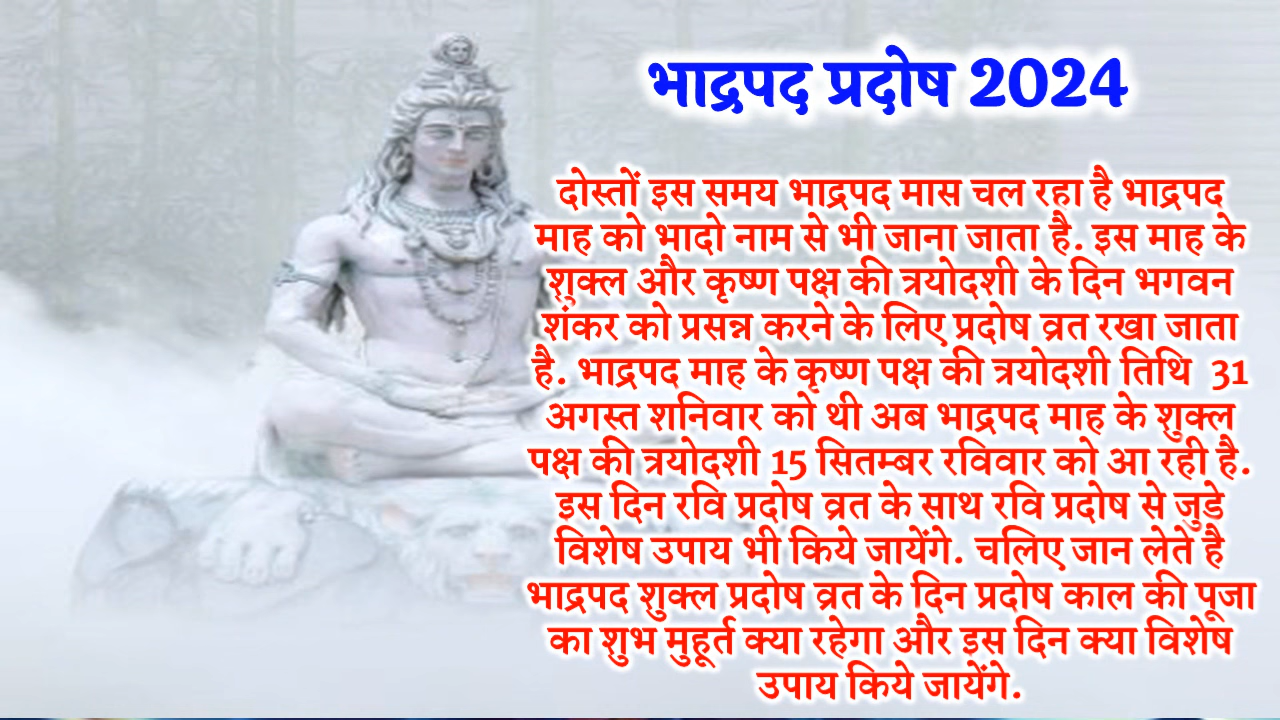 भाद्रपद प्रदोष 2024
दोस्तों इस समय भाद्रपद मास चल रहा है भाद्रपद
माह को भादो नाम से भी जाना जाता है. इस माह के
शुक्ल और कृष्ण पक्ष की त्रयोदशी के दिन भगवन
शंकर को प्रसन्न करने के लिए प्रदोष व्रत रखा जाता
है. भाद्रपद माह के कृष्ण पक्ष की त्रयोदशी तिथि 31
अगस्त शनिवार को थी अब भाद्रपद माह के शुक्ल
पक्ष की त्रयोदशी 15 सितम्बर रविवार को आ रही है.
इस दिन रवि प्रदोष व्रत के साथ रवि प्रदोष से जुड़े
विशेष उपाय भी किये जायेंगे. चलिए जान लेते है
भाद्रपद शुक्ल प्रदोष व्रत के दिन प्रदोष काल की पूजा
का शुभ मुहूर्त क्या रहेगा और इस दिन क्या विशेष
उपाय किये जायेंगे.